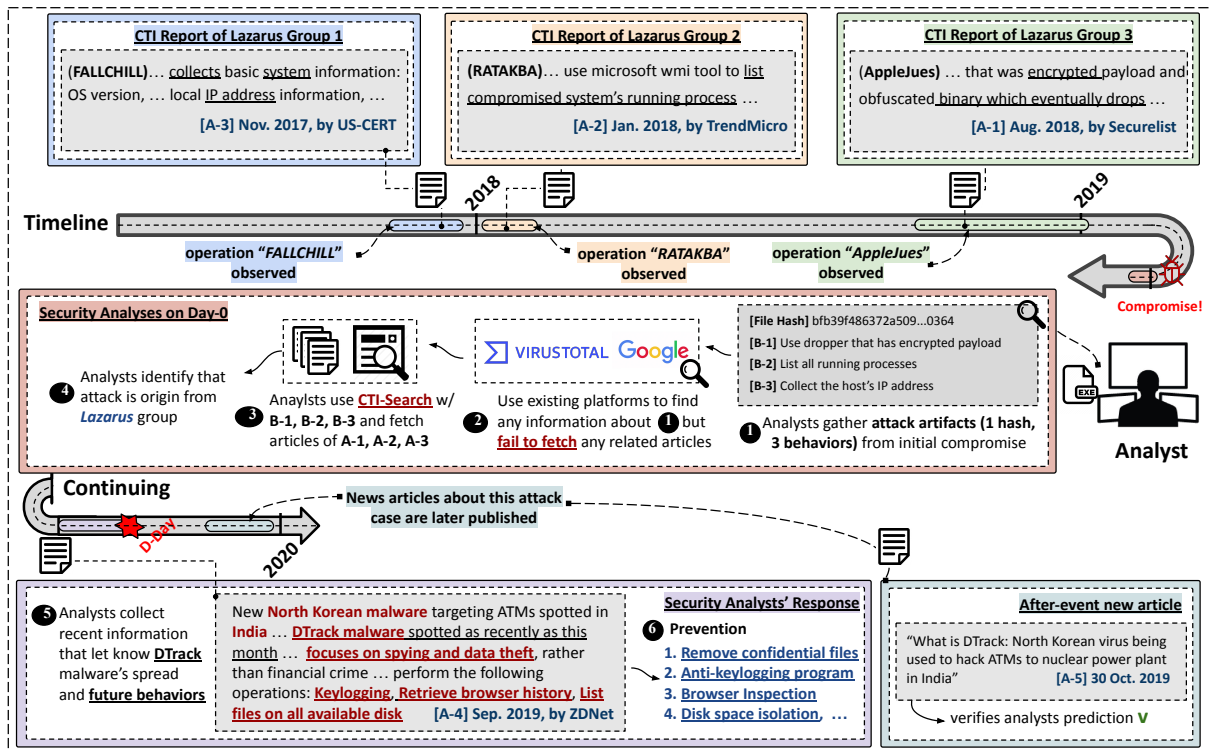 CTI Report of Lazarus Group 1
(FALLCHILL)… collects basic system information:
OS version, … local IP address information, …
[A-3] Nov. 2017, by US-CERT
CTI Report of Lazarus Group 2
(RATAKBA)… use microsoft wmi tool to list
compromised system's running process …
[A-2] Jan. 2018, by TrendMicro
CTI Report of Lazarus Group 3
(AppleJues) … that was encrypted payload and
obfuscated binary which eventually drops …
[A-1] Aug. 2018, by Securelist
2018
2019
Timeline
operation "FALLCHILL"
observed
operation "RATAKBA"
observed
operation "AppleJues"
observed
Compromise!
Security Analyses on Day-0
[File Hash] bfb39f486372a509...0364
[B-1] Use dropper that has encrypted payload
[B-2] List all running processes
[B-3] Collect the host's IP address
1 Analysts gather attack artifacts (1 hash,
3 behaviors) from initial compromise
VIRUSTOTAL Google
2 Use existing platforms to find
any information about 1 but
fail to fetch any related articles
3 Anaylsts use CTI-Search w/
B-1, B-2, B-3 and fetch
articles of A-1, A-2, A-3
4 Analysts identify that
attack is origin from
Lazarus group
EXE
Analyst
Continuing
D-Day
2020
News articles about this attack
case are later published
5 Analysts collect
recent information
that let know DTrack
malware's spread
and future behaviors
New North Korean malware targeting ATMs spotted in
India … DTrack malware spotted as recently as this
month … focuses on spying and data theft, rather
than financial crime … perform the following
operations: Keylogging, Retrieve browser history, List
files on all available disk [A-4] Sep. 2019, by ZDNet
Security Analysts' Response
6 Prevention
1. Remove confidential files
2. Anti-keylogging program
3. Browser Inspection
4. Disk space isolation, …
After-event new article
"What is DTrack: North Korean virus being
used to hack ATMs to nuclear power plant
in India"
[A-5] 30 Oct. 2019
verifies analysts prediction V